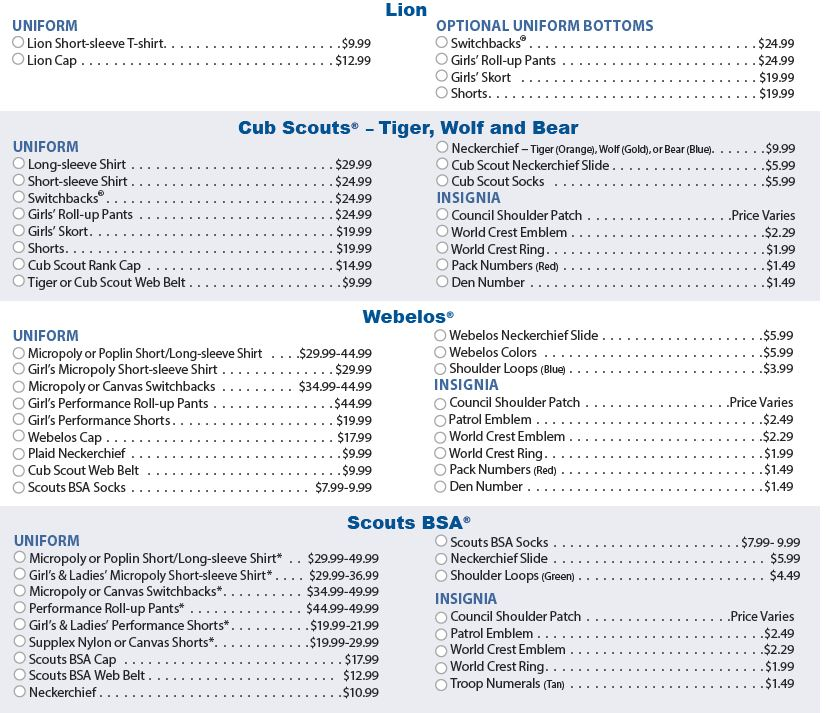 Lion
UNIFORM
Lion Short-sleeve T-shirt. . . . . . . . . . . . . . . . . . . . . . .$9.99
Lion Cap . . . . . . . . . . . . . . . . . . . . . . . . . . . . . . . . . $12.99
OPTIONAL UNIFORM BOTTOMS
Switchbacks® . . . . . . . . . . . . . . . . . . . . . . . . . . . . . $24.99
Girls' Roll-up Pants . . . . . . . . . . . . . . . . . . . . . . . . . $24.99
Girls' Skort . . . . . . . . . . . . . . . . . . . . . . . . . . . . . . $19.99
Shorts. . . . . . . . . . . . . . . . . . . . . . . . . . . . . . . . . . . $19.99
Cub Scouts® – Tiger, Wolf and Bear
UNIFORM
Long-sleeve Shirt . . . . . . . . . . . . . . . . . . . . . . . . . . $29.99
Short-sleeve Shirt . . . . . . . . . . . . . . . . . . . . . . . . . . $24.99
Switchbacks®. . . . . . . . . . . . . . . . . . . . . . . . . . . . . . $24.99
Girls' Roll-up Pants . . . . . . . . . . . . . . . . . . . . . . . . . $24.99
Girls' Skort. . . . . . . . . . . . . . . . . . . . . . . . . . . . . . . . $19.99
Shorts. . . . . . . . . . . . . . . . . . . . . . . . . . . . . . . . . . . $19.99
Cub Scout Rank Cap . . . . . . . . . . . . . . . . . . . . . . . . $14.99
Tiger or Cub Scout Web Belt . . . . . . . . . . . . . . . . . . . .$9.99
Neckerchief – Tiger (Orange), Wolf (Gold), or Bear (Blue). . . . . . .$9.99
Cub Scout Neckerchief Slide . . . . . . . . . . . . . . . . . . . .$5.99
Cub Scout Socks . . . . . . . . . . . . . . . . . . . . . . . . . . . .$5.99
INSIGNIA
Council Shoulder Patch . . . . . . . . . . . . . . . . . . .Price Varies
World Crest Emblem . . . . . . . . . . . . . . . . . . . . . . . . .$2.29
World Crest Ring. . . . . . . . . . . . . . . . . . . . . . . . . . . . $1.99
Pack Numbers (Red) . . . . . . . . . . . . . . . . . . . . . . . . . . $1.49
Den Number . . . . . . . . . . . . . . . . . . . . . . . . . . . . . . . $1.49
Webelos®
UNIFORM
Micropoly or Poplin Short/Long-sleeve Shirt . . . .$29.99-44.99
Girl's Micropoly Short-sleeve Shirt . . . . . . . . . . . . . . . $29.99
Micropoly or Canvas Switchbacks . . . . . . . . . $34.99-44.99
Girl's Performance Roll-up Pants . . . . . . . . . . . . . . . . $44.99
Girl's Performance Shorts. . . . . . . . . . . . . . . . . . . . . $19.99
Webelos Cap . . . . . . . . . . . . . . . . . . . . . . . . . . . . . . $17.99
Plaid Neckerchief . . . . . . . . . . . . . . . . . . . . . . . . . . . $9.99
Cub Scout Web Belt . . . . . . . . . . . . . . . . . . . . . . . . . $9.99
Scouts BSA Socks . . . . . . . . . . . . . . . . . . . . . . . $7.99-9.99
Webelos Neckerchief Slide . . . . . . . . . . . . . . . . . . . . . $5.99
Webelos Colors . . . . . . . . . . . . . . . . . . . . . . . . . . . . $5.99
Shoulder Loops (Blue) . . . . . . . . . . . . . . . . . . . . . . . . . $3.99
INSIGNIA
Council Shoulder Patch . . . . . . . . . . . . . . . . . . .Price Varies
Patrol Emblem . . . . . . . . . . . . . . . . . . . . . . . . . . . . . $2.49
World Crest Emblem . . . . . . . . . . . . . . . . . . . . . . . . . $2.29
World Crest Ring. . . . . . . . . . . . . . . . . . . . . . . . . . . . $1.99
Pack Numbers (Red) . . . . . . . . . . . . . . . . . . . . . . . . . . $1.49
Den Number . . . . . . . . . . . . . . . . . . . . . . . . . . . . . . . $1.49
Scouts BSA®
UNIFORM
Micropoly or Poplin Short/Long-sleeve Shirt* . . $29.99-49.99
Girl's & Ladies' Micropoly Short-sleeve Shirt* . . . $29.99-36.99
Micropoly or Canvas Switchbacks*. . . . . . . . . . $34.99-49.99
Performance Roll-up Pants* . . . . . . . . . . . . . . $44.99-49.99
Girl's & Ladies' Performance Shorts*. . . . . . . . . $19.99-21.99
Supplex Nylon or Canvas Shorts*. . . . . . . . . . . $19.99-29.99
Scouts BSA Cap . . . . . . . . . . . . . . . . . . . . . . . . . . . $17.99
Scouts BSA Web Belt. . . . . . . . . . . . . . . . . . . . . . . . $12.99
Neckerchief . . . . . . . . . . . . . . . . . . . . . . . . . . . . . . $10.99
Scouts BSA Socks . . . . . . . . . . . . . . . . . . . . . . . $7.99- 9.99
Neckerchief Slide . . . . . . . . . . . . . . . . . . . . . . . . . . . $5.99
Shoulder Loops (Green) . . . . . . . . . . . . . . . . . . . . . . . . $4.49
INSIGNIA
Council Shoulder Patch . . . . . . . . . . . . . . . . . . .Price Varies
Patrol Emblem . . . . . . . . . . . . . . . . . . . . . . . . . . . . . $2.49
World Crest Emblem . . . . . . . . . . . . . . . . . . . . . . . . . $2.29
World Crest Ring. . . . . . . . . . . . . . . . . . . . . . . . . . . . $1.99
Troop Numerals (Tan) . . . . . . . . . . . . . . . . . . . . . . . . . $1.49